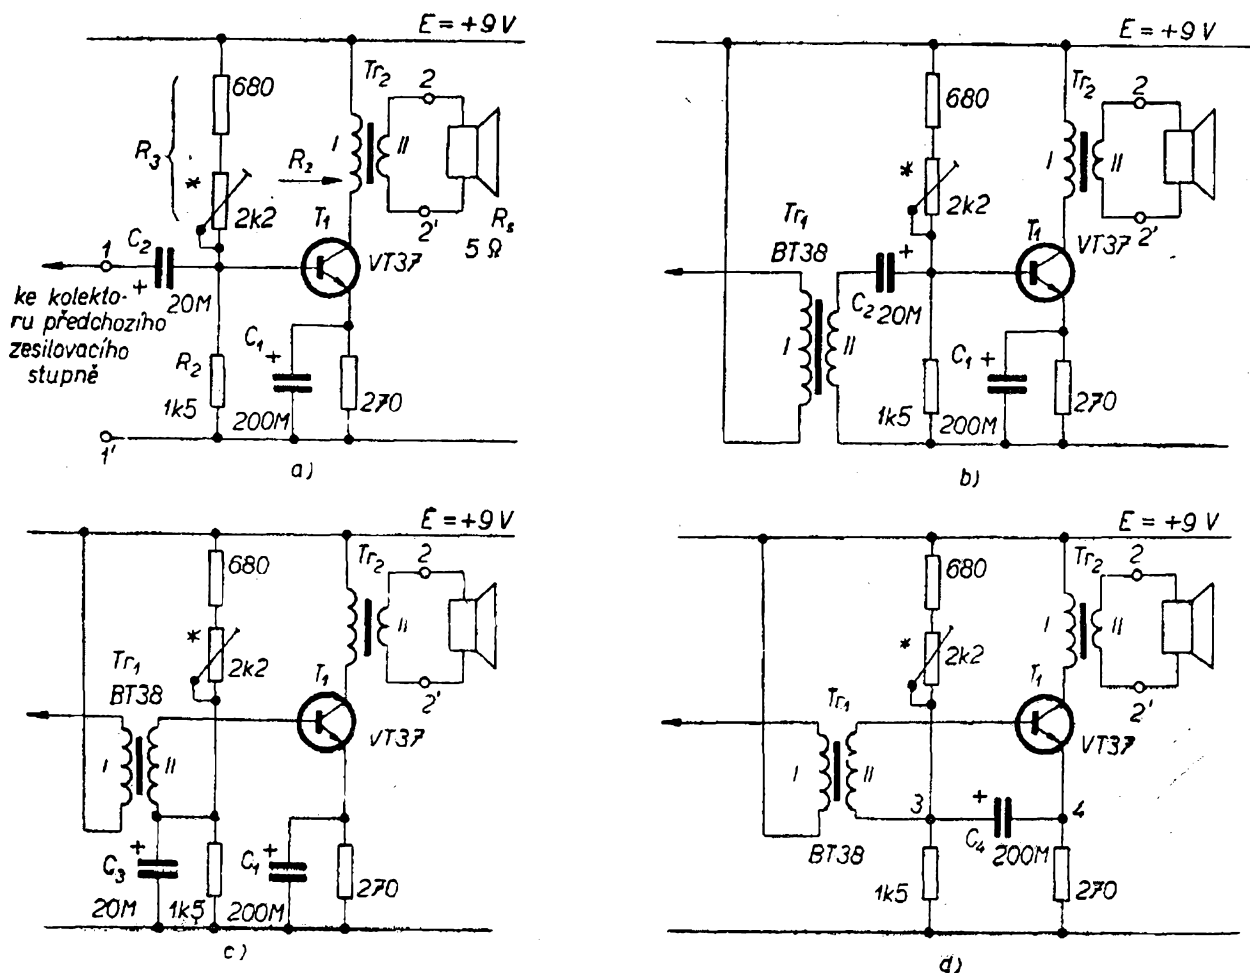 E = +9 V
680
Tr2
2
R3
I
II
R2
*
2k2
T1
2'
Rs
5 Ω
1
C2
VT37
+
20M
ke kolekto-
ru předchozího
zesilovacího
stupně
C1
+
R2
1k5
200M
270
1'
a)
E = +9 V
680
Tr2
2
I
II
*
2k2
Tr1
BT38
T1
2'
VT37
+
C2
20M
I
II
C1 +
1k5
200M
270
b)
E = +9 V
680
Tr2
2
II
*
2k2
Tr1
BT38
T1
2'
VT37
I
II
+
C3
C1
+
20M
1k5
200M
270
c)
E = +9 V
680
Tr2
2
I
II
*
2k2
Tr1
T1
2'
VT37
I
II
3
+
4
C4
200M
BT38
1k5
270
d)